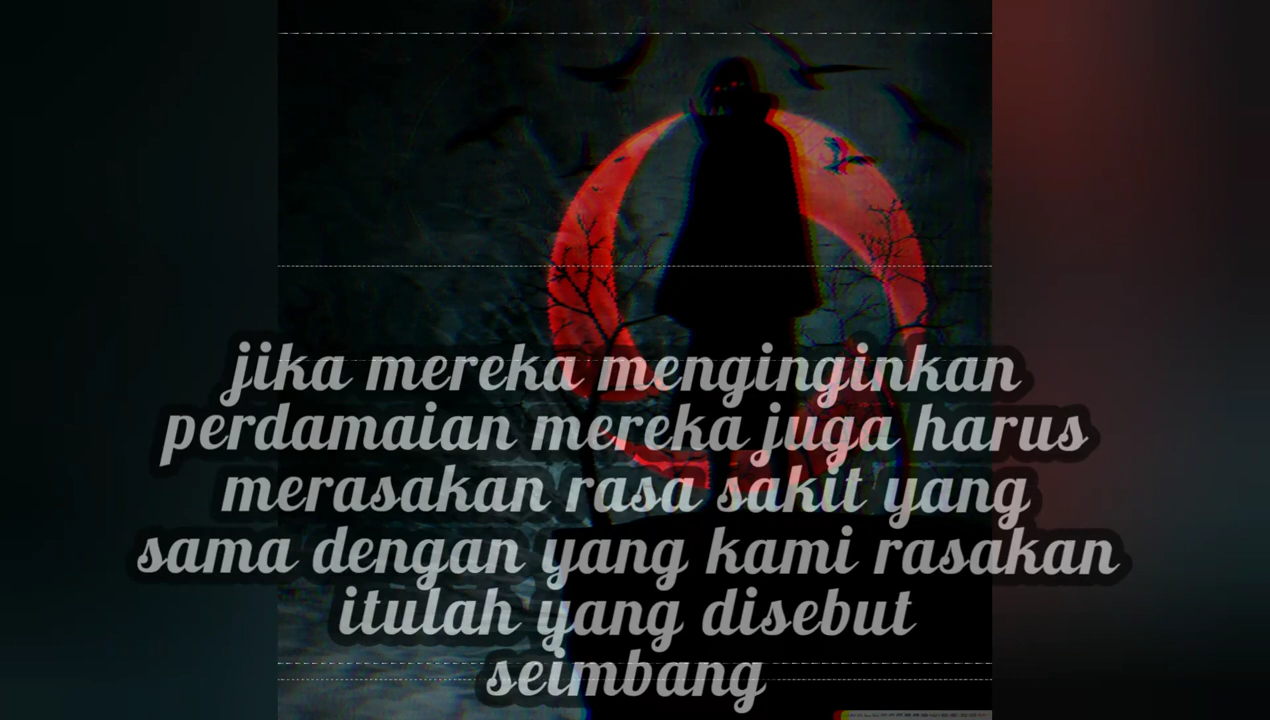 jika mereka menginginkan
perdamaian mereka juga harus
merasakan rasa sakit yang
sama dengan yang kami rasakan
itulah yang disebut
seimbang